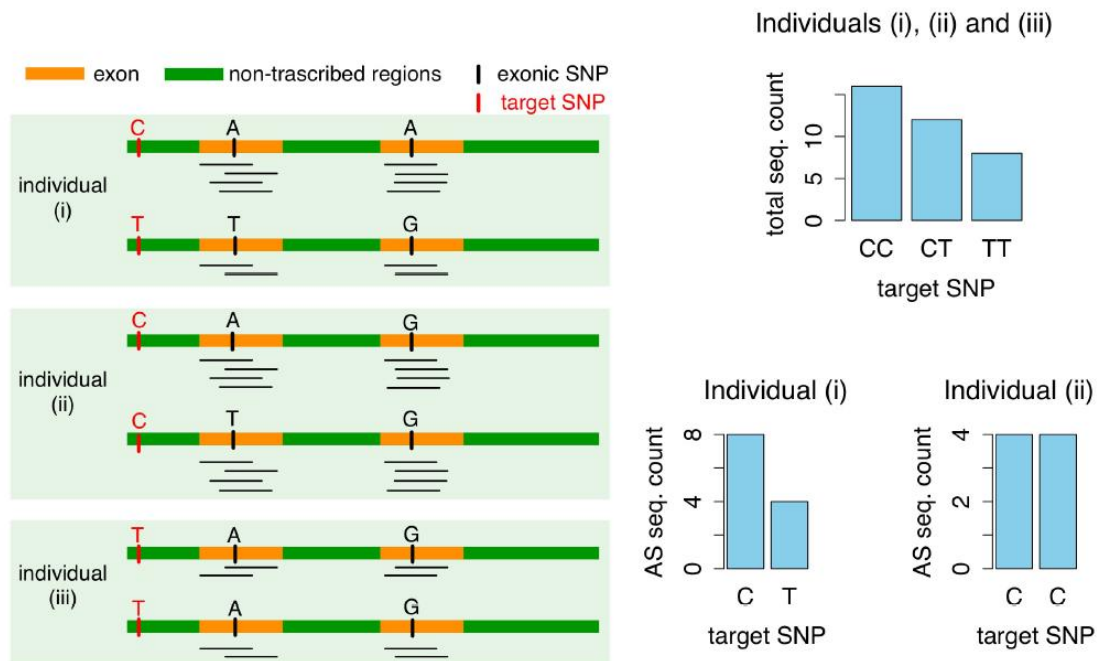 Individuals (i), (ii) and (iii)
exon
non-trascribed regions
exonic SNP
target SNP
C A A
individual
(i)
T T G
C A G
individual
(ii)
C T G
T A G
individual
(iii)
T A G
total seq. count
0 5 10
CC CT TT
target SNP
Individual (i)
AS seq. count
0 4 8
C T
target SNP
Individual (ii)
AS seq. count
0 2 4
C C
target SNP